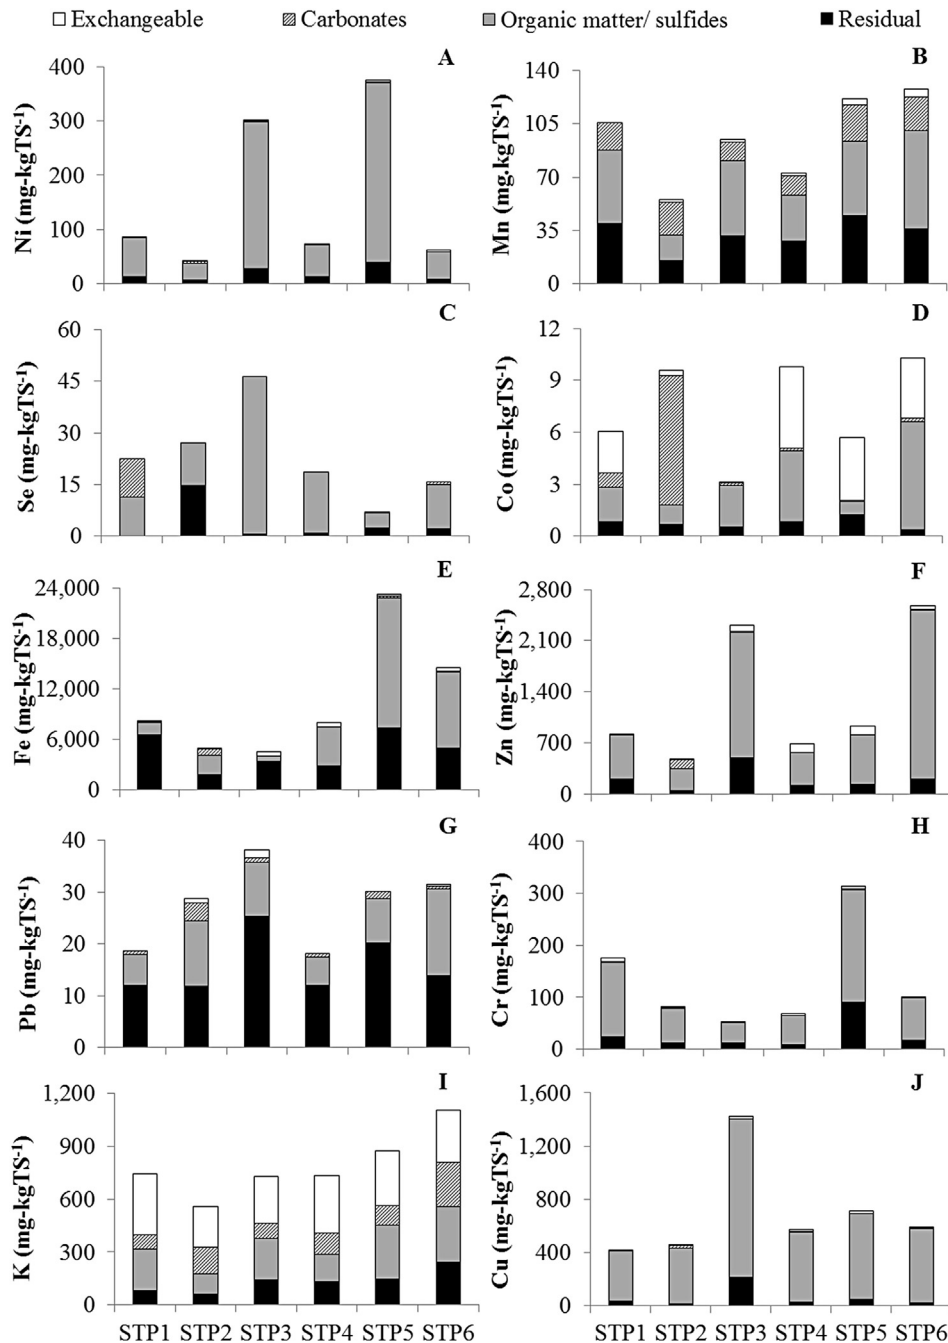 Exchangeable Carbonates Organic matter/ sulfides Residual
A
Ni (mg-kgTS-1)
400
300
200
100
0
B
Mn (mg.kgTS-1)
140
105
70
35
0
C
Se (mg-kgTS-1)
60
45
30
15
0
D
Co (mg-kgTS-1)
12
9
6
3
0
E
Fe (mg-kgTS-1)
24,000
18,000
12,000
6,000
0
F
Zn (mg-kgTS-1)
2,800
2,100
1,400
700
0
G
Pb (mg-kgTS-1)
40
30
20
10
0
H
Cr (mg-kgTS-1)
400
300
200
100
0
I
K (mg-kgTS-1)
1,200
900
600
300
0
STP1 STP2 STP3 STP4 STP5 STP6
J
Cu (mg-kgTS-1)
1,600
1,200
800
400
0
STP1 STP2 STP3 STP4 STP5 STP6